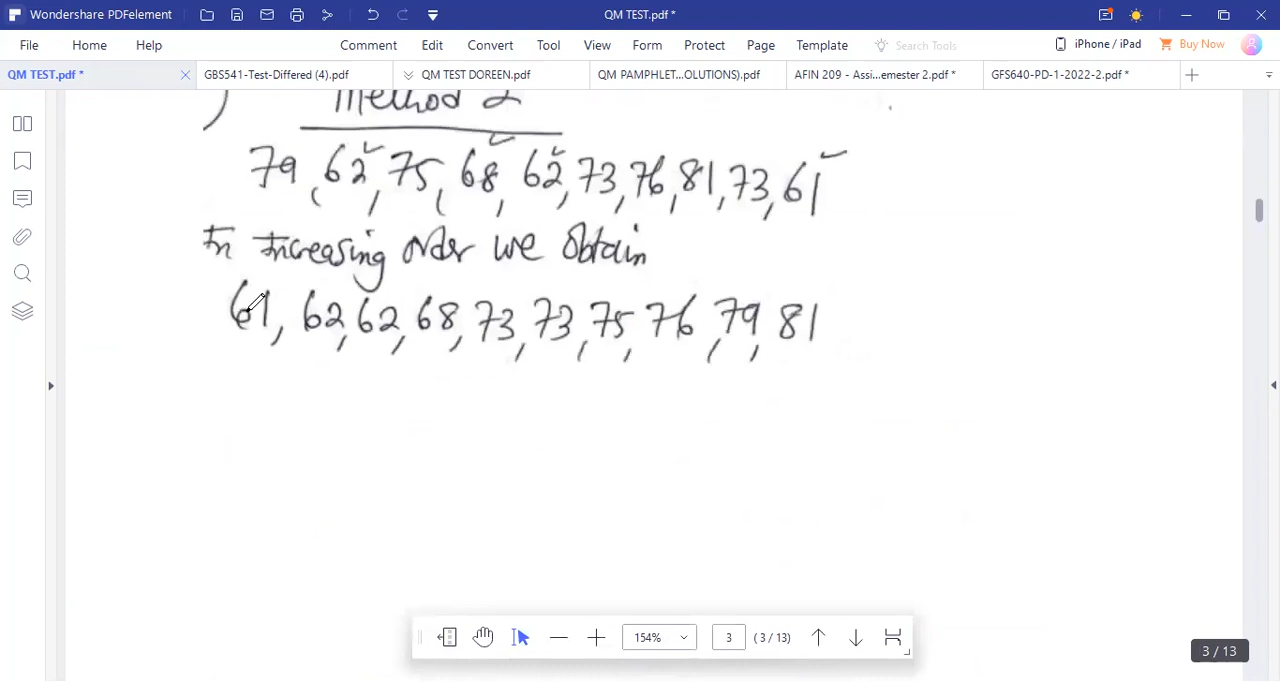 Wondershare PDFelement
QM TEST.pdf *
File Home Help Comment Edit Convert Tool View Form Protect Page Template Search Tools iPhone / iPad Buy Now
QM TEST.pdf * GBS541-Test-Differed (4).pdf QM TEST DOREEN.pdf QM PAMPHLET...OLUTIONS).pdf AFIN 209 - Assi...emester 2.pdf * GFS640-PD-1-2022-2.pdf *
) Method 2
79, 62, 75, 68, 62, 73, 76, 81, 73, 61
In Increasing order we obtain
61, 62, 62, 68, 73, 73, 75, 76, 79, 81
154% 3 (3 / 13)
3 / 13